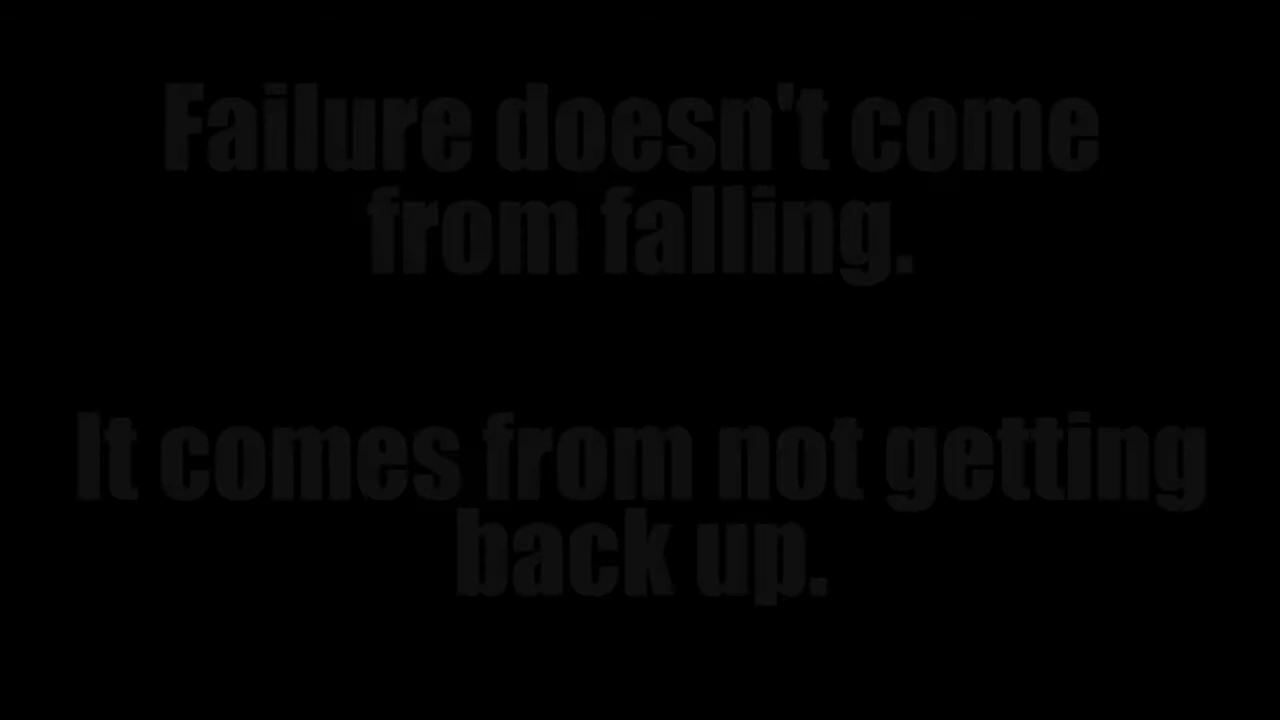 Failure doesn't come
from falling.
It comes from not getting
back up.